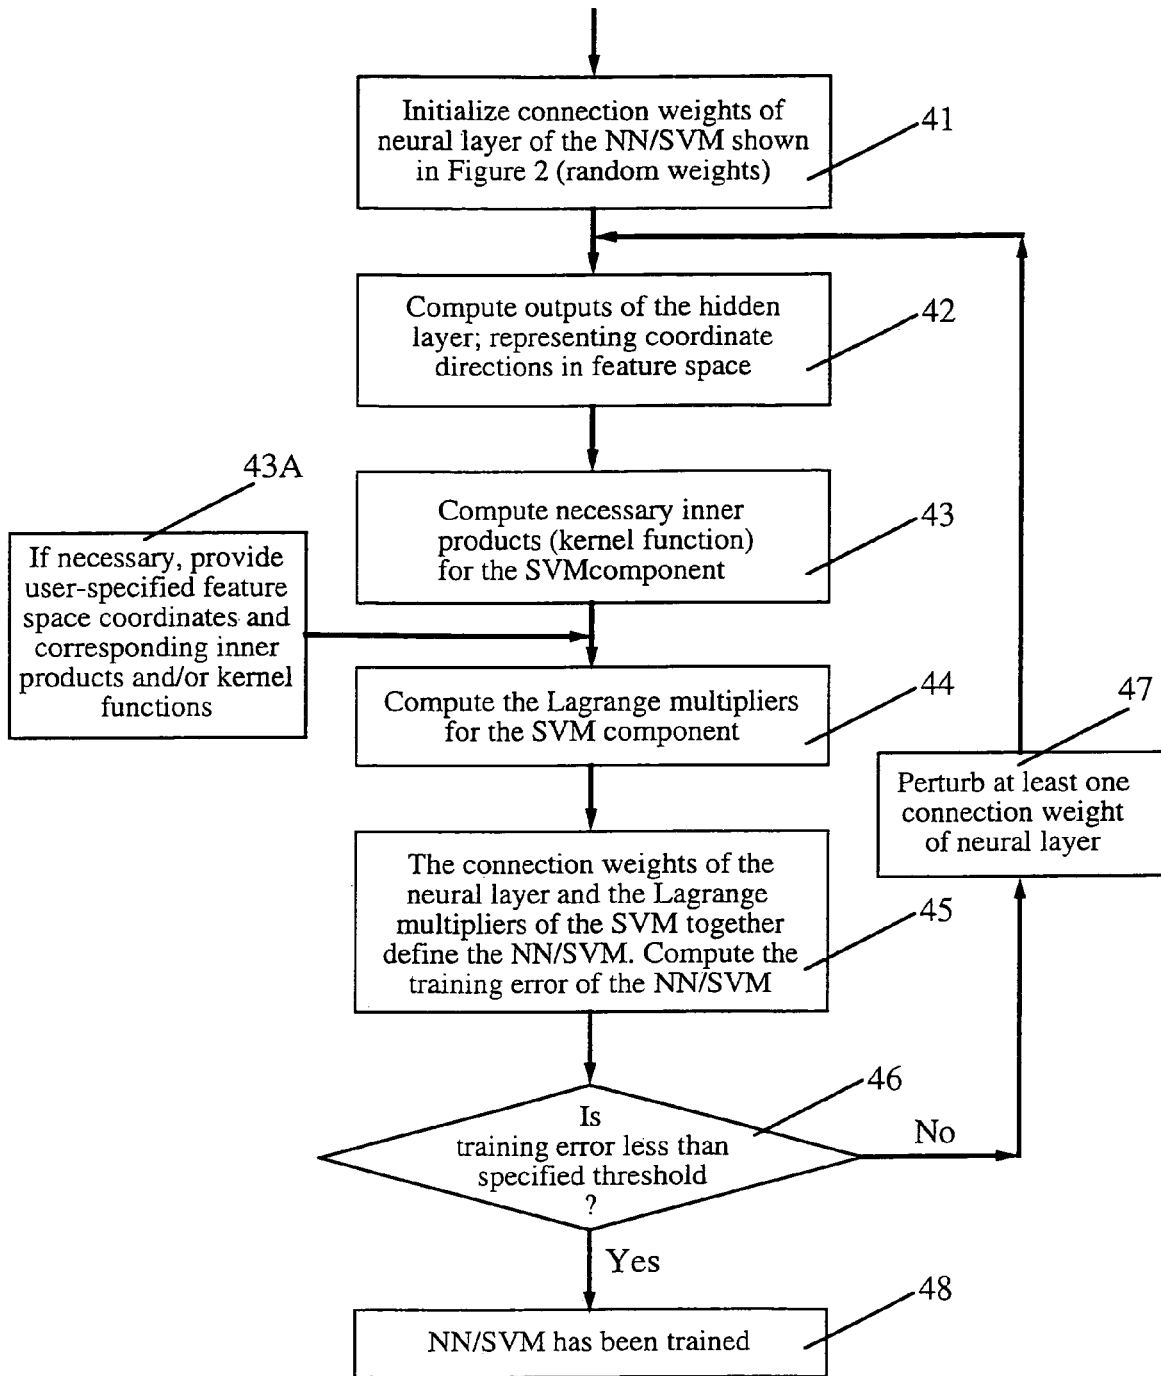 Initialize connection weights of
neural layer of the NN/SVM shown
in Figure 2 (random weights)
41
Compute outputs of the hidden
layer; representing coordinate
directions in feature space
42
43A
If necessary, provide
user-specified feature
space coordinates and
corresponding inner
products and/or kernel
functions
Compute necessary inner
products (kernel function)
for the SVMcomponent
43
Compute the Lagrange multipliers
for the SVM component
44
47
Perturb at least one
connection weight
of neural layer
The connection weights of the
neural layer and the Lagrange
multipliers of the SVM together
define the NN/SVM. Compute the
training error of the NN/SVM
45
Is
training error less than
specified threshold
?
46
No
Yes
NN/SVM has been trained
48